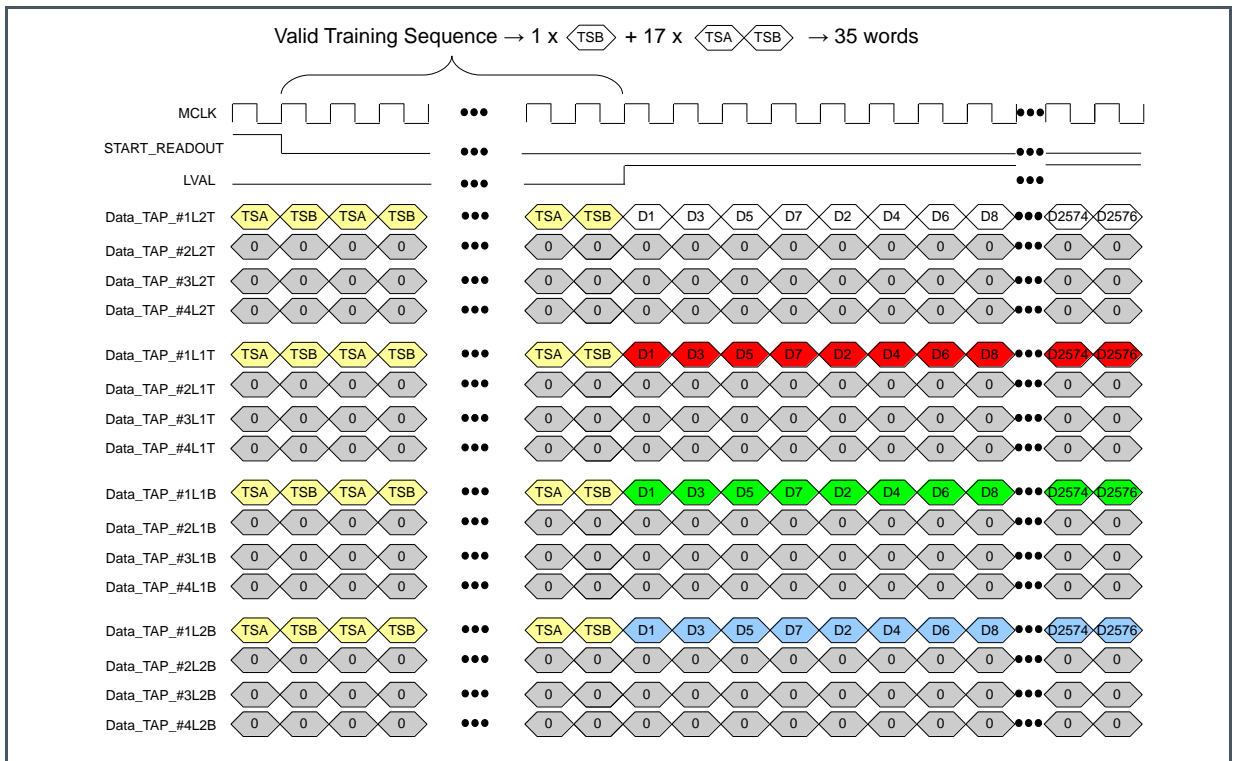 Valid Training Sequence → 1 x TSB + 17 x TSA TSB → 35 words
MCLK •••  •••
START_READOUT ••• •••
LVAL ••• •••
Data_TAP_#1L2T TSA TSB TSA TSB ••• TSA TSB D1 D3 D5 D7 D2 D4 D6 D8 ••• D2574 D2576
Data_TAP_#2L2T 0 0 0 0 ••• 0 0 0 0 0 0 0 0 0 0 ••• 0 0
Data_TAP_#3L2T 0 0 0 0 ••• 0 0 0 0 0 0 0 0 0 0 ••• 0 0
Data_TAP_#4L2T 0 0 0 0 ••• 0 0 0 0 0 0 0 0 0 0 ••• 0 0
Data_TAP_#1L1T TSA TSB TSA TSB ••• TSA TSB D1 D3 D5 D7 D2 D4 D6 D8 ••• D2574 D2576
Data_TAP_#2L1T 0 0 0 0 ••• 0 0 0 0 0 0 0 0 0 0 ••• 0 0
Data_TAP_#3L1T 0 0 0 0 ••• 0 0 0 0 0 0 0 0 0 0 ••• 0 0
Data_TAP_#4L1T 0 0 0 0 ••• 0 0 0 0 0 0 0 0 0 0 ••• 0 0
Data_TAP_#1L1B TSA TSB TSA TSB ••• TSA TSB D1 D3 D5 D7 D2 D4 D6 D8 ••• D2574 D2576
Data_TAP_#2L1B 0 0 0 0 ••• 0 0 0 0 0 0 0 0 0 0 ••• 0 0
Data_TAP_#3L1B 0 0 0 0 ••• 0 0 0 0 0 0 0 0 0 0 ••• 0 0
Data_TAP_#4L1B 0 0 0 0 ••• 0 0 0 0 0 0 0 0 0 0 ••• 0 0
Data_TAP_#1L2B TSA TSB TSA TSB ••• TSA TSB D1 D3 D5 D7 D2 D4 D6 D8 ••• D2574 D2576
Data_TAP_#2L2B 0 0 0 0 ••• 0 0 0 0 0 0 0 0 0 0 ••• 0 0
Data_TAP_#3L2B 0 0 0 0 ••• 0 0 0 0 0 0 0 0 0 0 ••• 0 0
Data_TAP_#4L2B 0 0 0 0 ••• 0 0 0 0 0 0 0 0 0 0 ••• 0 0